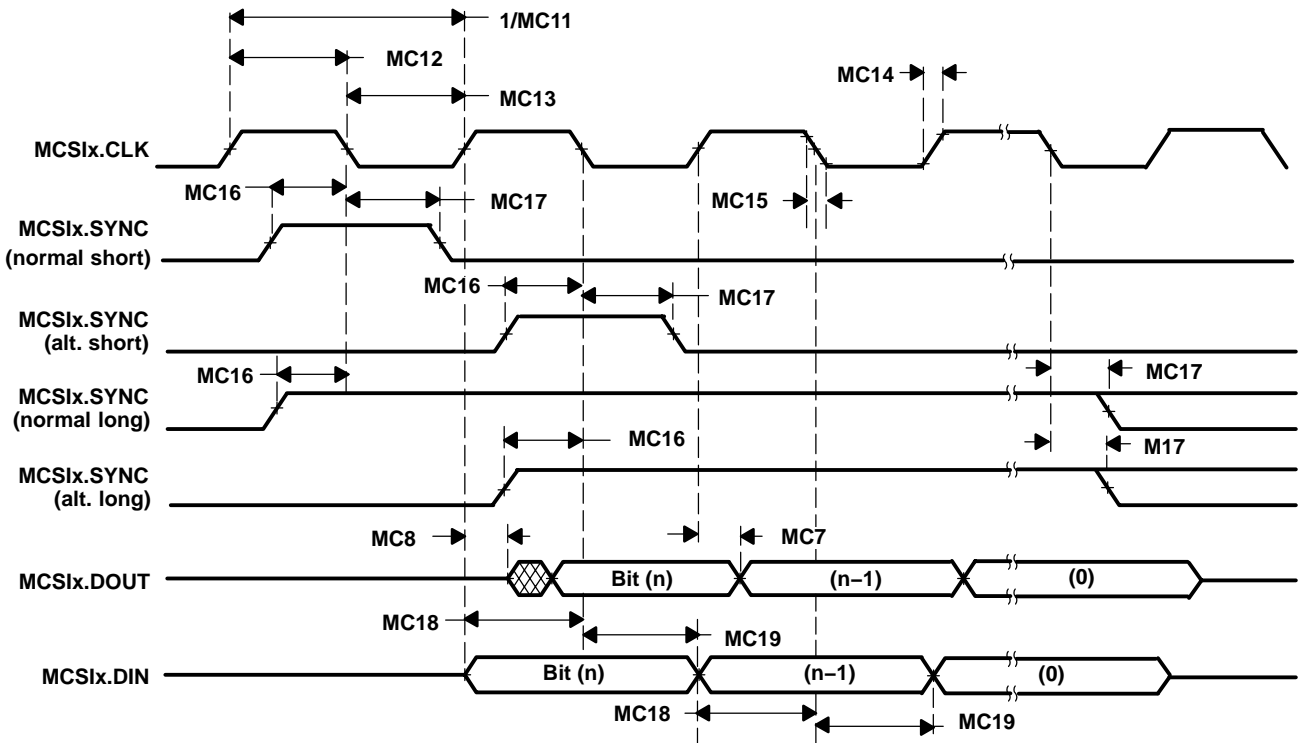 1/MC11
MC12
MC14
MC13
MCSIx.CLK
MC16
MC17
MC15
MCSIx.SYNC
(normal short)
MC16
MC17
MCSIx.SYNC
(alt. short)
MC16
MC17
MCSIx.SYNC
(normal long)
MC16
M17
MCSIx.SYNC
(alt. long)
MC8
MC7
MCSIx.DOUT
Bit (n)
(n–1)
(0)
MC18
MC19
MCSIx.DIN
Bit (n)
(n–1)
(0)
MC18
MC19